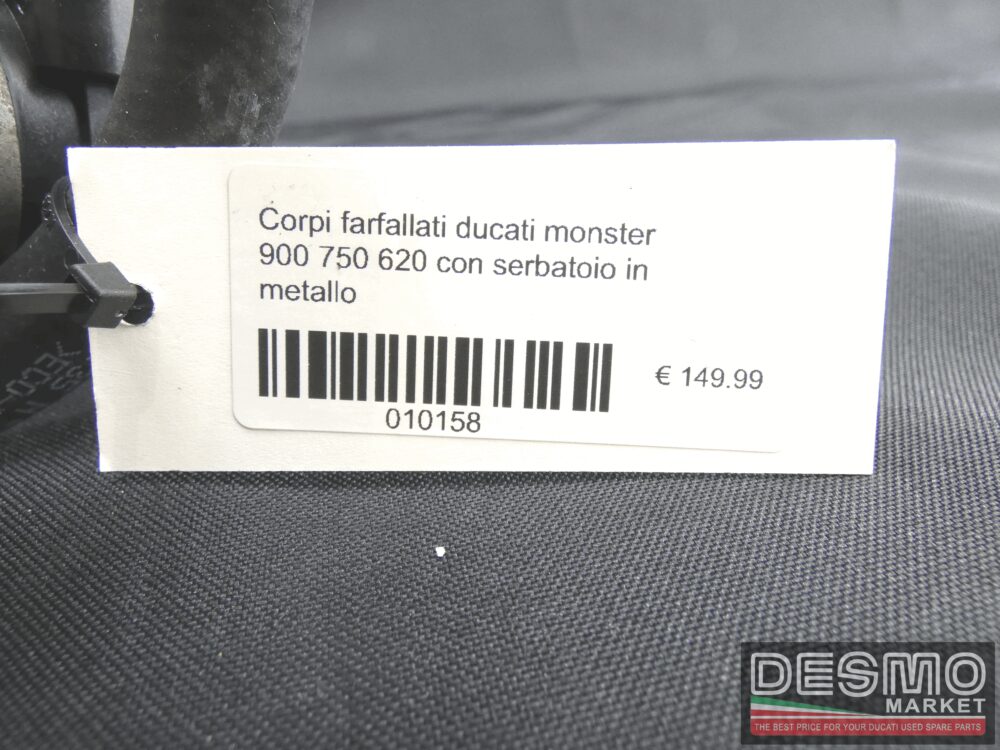 Corpi farfallati ducati monster
900 750 620 con serbatoio in
metallo
€ 149.99
010158
DESMO
MARKET
THE BEST PRICE FOR YOUR DUCATI USED SPARE PARTS